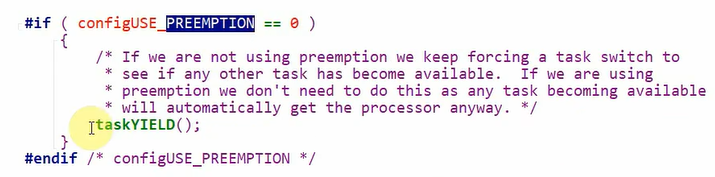 #if ( configUSE_PREEMPTION == 0 )
{
/* If we are not using preemption we keep forcing a task switch to
* see if any other task has become available.  If we are using
* preemption we don't need to do this as any task becoming available
* will automatically get the processor anyway. */
taskYIELD();
}
#endif /* configUSE_PREEMPTION */